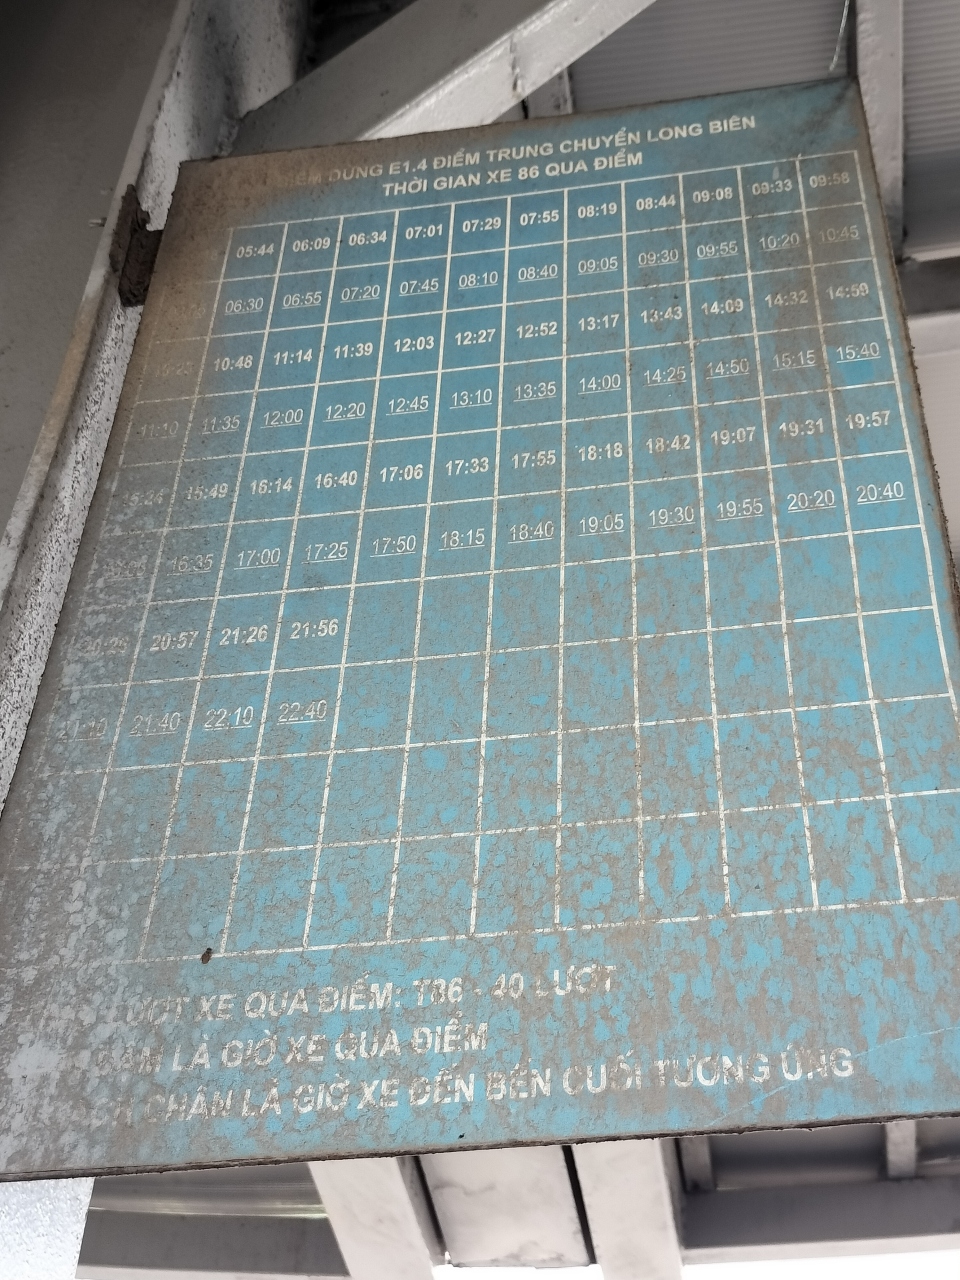 DỪNG E1.4 ĐIỂM TRUNG CHUYỂN LONG BIÊN
THỜI GIAN XE 86 QUA ĐIỂM
05:44 06:09 06:34 07:01 07:29 07:55 08:19 08:44 09:08 09:33 09:58
06:30 06:55 07:20 07:45 08:10 08:40 09:05 09:30 09:55 10:20 10:45
10:48 11:14 11:39 12:03 12:27 12:52 13:17 13:43 14:09 14:32 14:59
11:10 11:35 12:00 12:20 12:45 13:10 13:35 14:00 14:25 14:50 15:15 15:40
15:24 15:49 16:14 16:40 17:06 17:33 17:55 18:18 18:42 19:07 19:31 19:57
16:35 17:00 17:25 17:50 18:15 18:40 19:05 19:30 19:55 20:20 20:40
20:57 21:26 21:56
21:10 21:40 22:10 22:40
XE QUA ĐIỂM: T86 - 40 LƯỢT
LÀ GIỜ XE QUA ĐIỂM
CHÂN LÀ GIỜ XE ĐẾN BẾN CUỐI TƯƠNG ỨNG